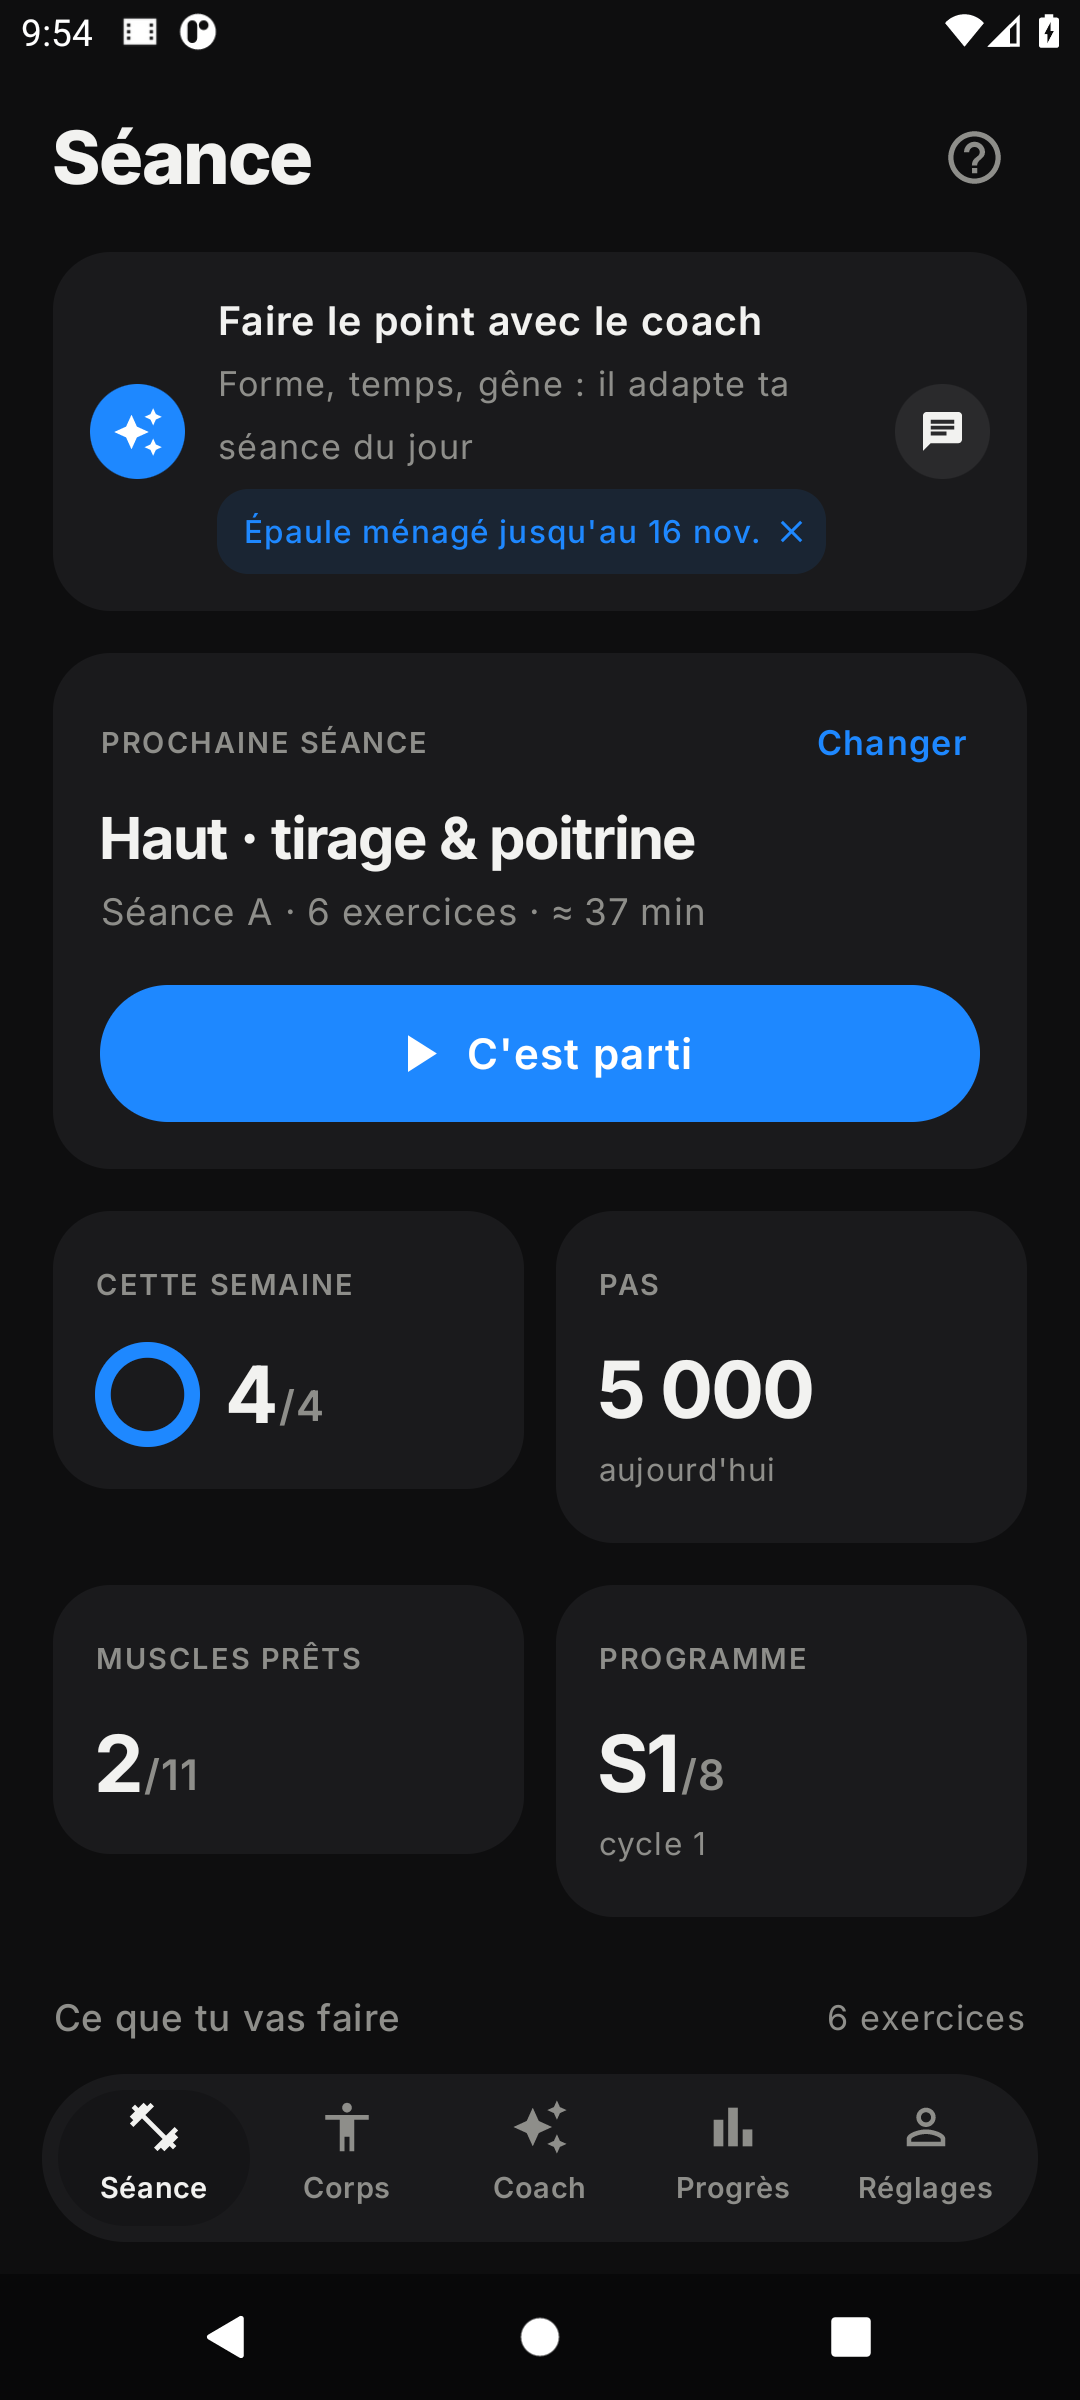 9:54
Séance
Faire le point avec le coach
Forme, temps, gêne : il adapte ta
séance du jour
Épaule ménagé jusqu'au 16 nov.
PROCHAINE SÉANCE
Changer
Haut · tirage & poitrine
Séance A · 6 exercices · ≈ 37 min
C'est parti
CETTE SEMAINE
4/4
PAS
5 000
aujourd'hui
MUSCLES PRÊTS
2/11
PROGRAMME
S1/8
cycle 1
Ce que tu vas faire
6 exercices
Séance
Corps
Coach
Progrès
Réglages